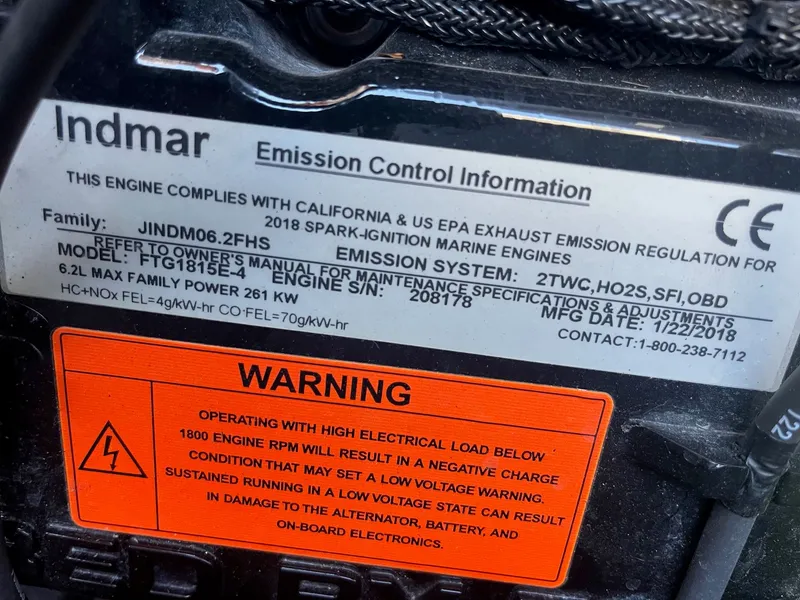 Indmar
Emission Control Information
CE
THIS ENGINE COMPLIES WITH CALIFORNIA & US EPA EXHAUST EMISSION REGULATION FOR
2018 SPARK-IGNITION MARINE ENGINES
Family: JINDM06.2FHS EMISSION SYSTEM: 2TWC,HO2S,SFI,OBD
REFER TO OWNER'S MANUAL FOR MAINTENANCE SPECIFICATIONS & ADJUSTMENTS
MODEL: FTG1815E-4 ENGINE S/N: 208178 MFG DATE: 1/22/2018
6.2L MAX FAMILY POWER 261 KW
HC+NOx FEL=4g/kW-hr CO FEL=70g/kW-hr
CONTACT:1-800-238-7112
WARNING
OPERATING WITH HIGH ELECTRICAL LOAD BELOW
1800 ENGINE RPM WILL RESULT IN A NEGATIVE CHARGE
CONDITION THAT MAY SET A LOW VOLTAGE WARNING.
SUSTAINED RUNNING IN A LOW VOLTAGE STATE CAN RESULT
IN DAMAGE TO THE ALTERNATOR, BATTERY, AND
ON-BOARD ELECTRONICS.